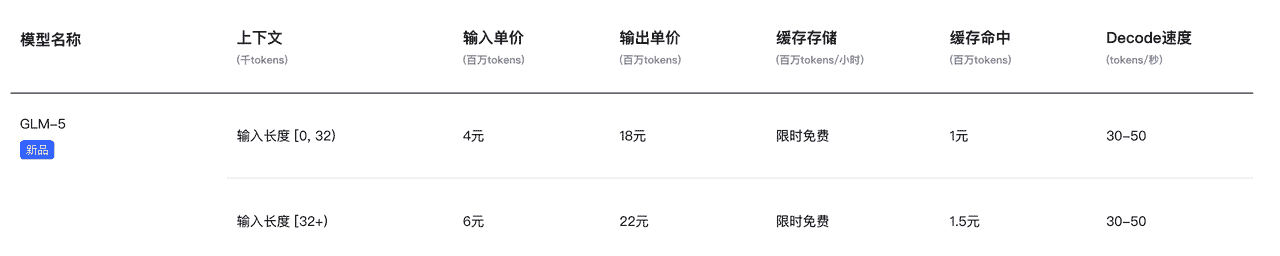 模型名称 上下文 输入单价 输出单价 缓存存储 缓存命中 Decode速度
(千tokens) (百万tokens) (百万tokens) (百万tokens/小时) (百万tokens) (tokens/秒)
GLM-5
新品
输入长度 [0, 32) 4元 18元 限时免费 1元 30-50
输入长度 [32+) 6元 22元 限时免费 1.5元 30-50